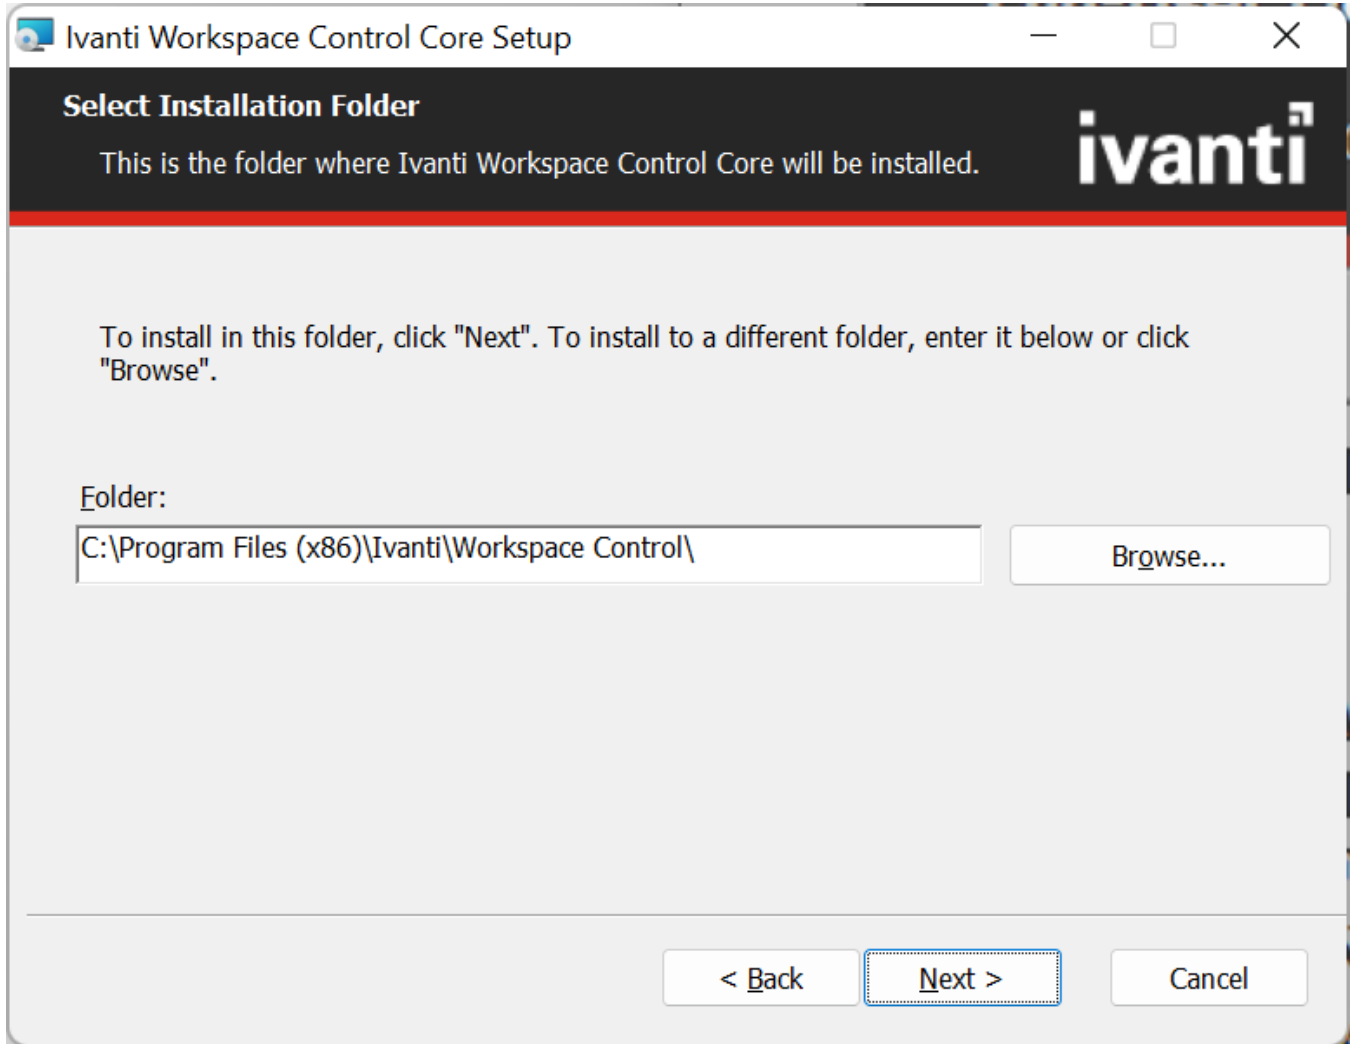 Ivanti Workspace Control Core Setup
Select Installation Folder
This is the folder where Ivanti Workspace Control Core will be installed.
ivanti
To install in this folder, click "Next". To install to a different folder, enter it below or click
"Browse".
Folder:
C:\Program Files (x86)\Ivanti\Workspace Control\
Browse...
< Back
Next >
Cancel